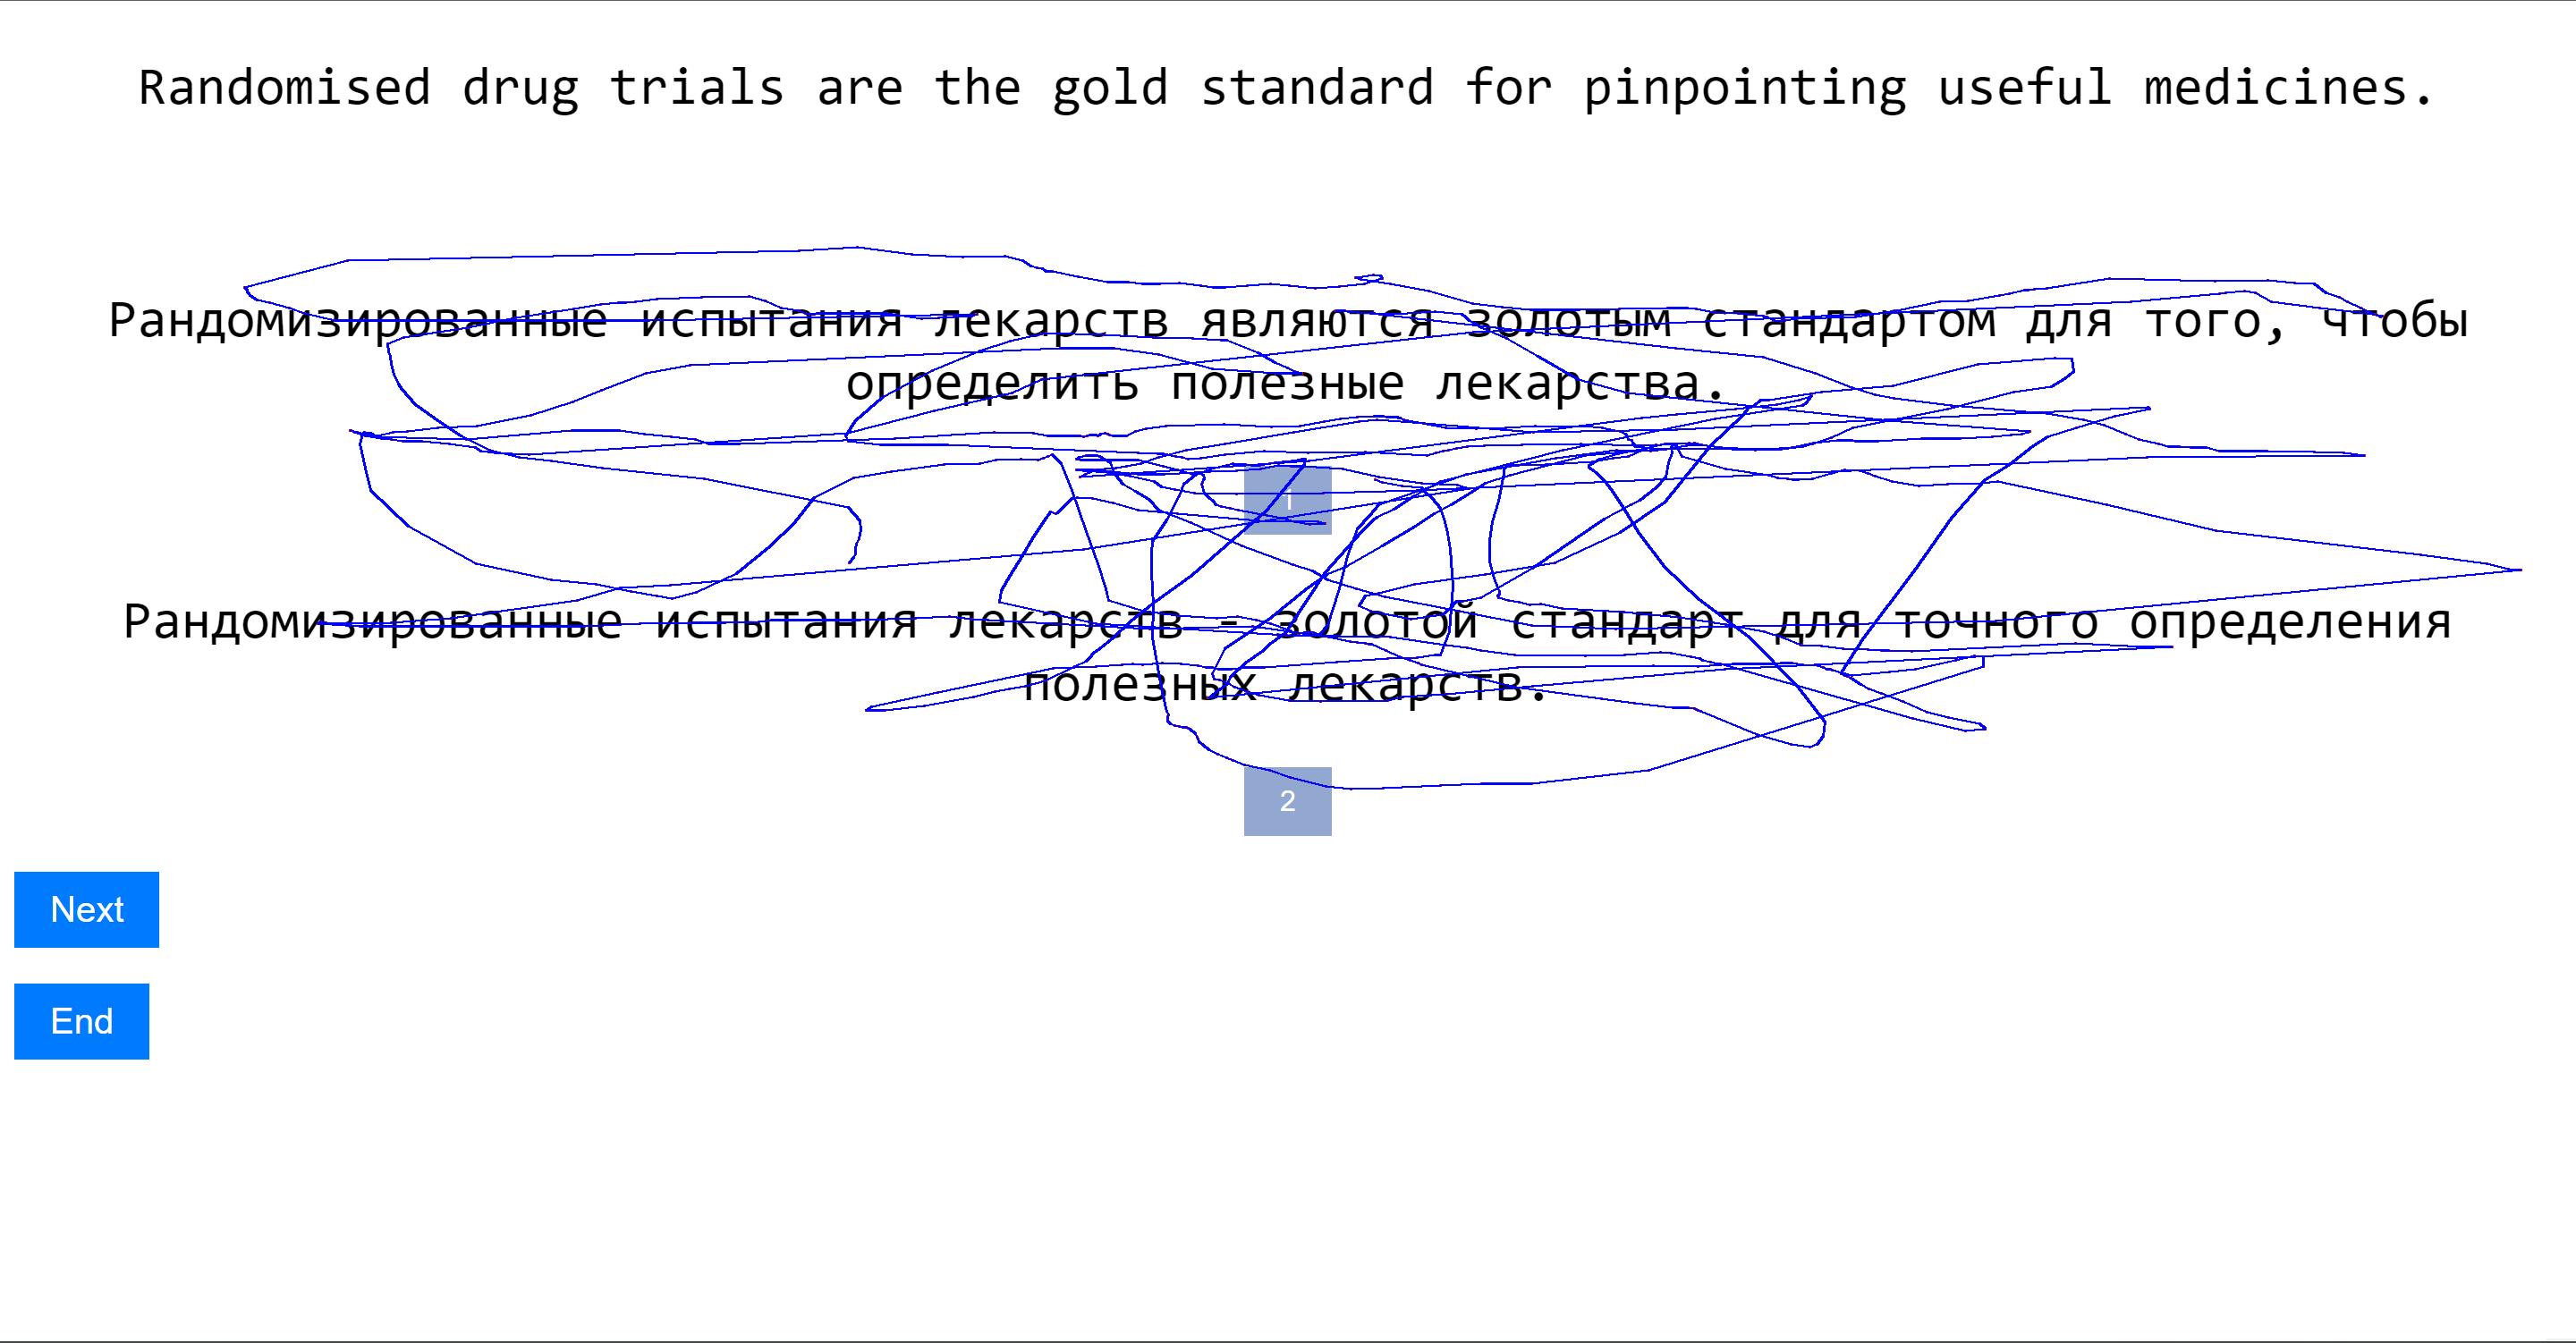 Randomised drug trials are the gold standard for pinpointing useful medicines.
Рандомизированные испытания лекарств являются золотым стандартом для того, чтобы
определить полезные лекарства.
1
Рандомизированные испытания лекарств - золотой стандарт для точного определения
полезных лекарств.
2
Next
End